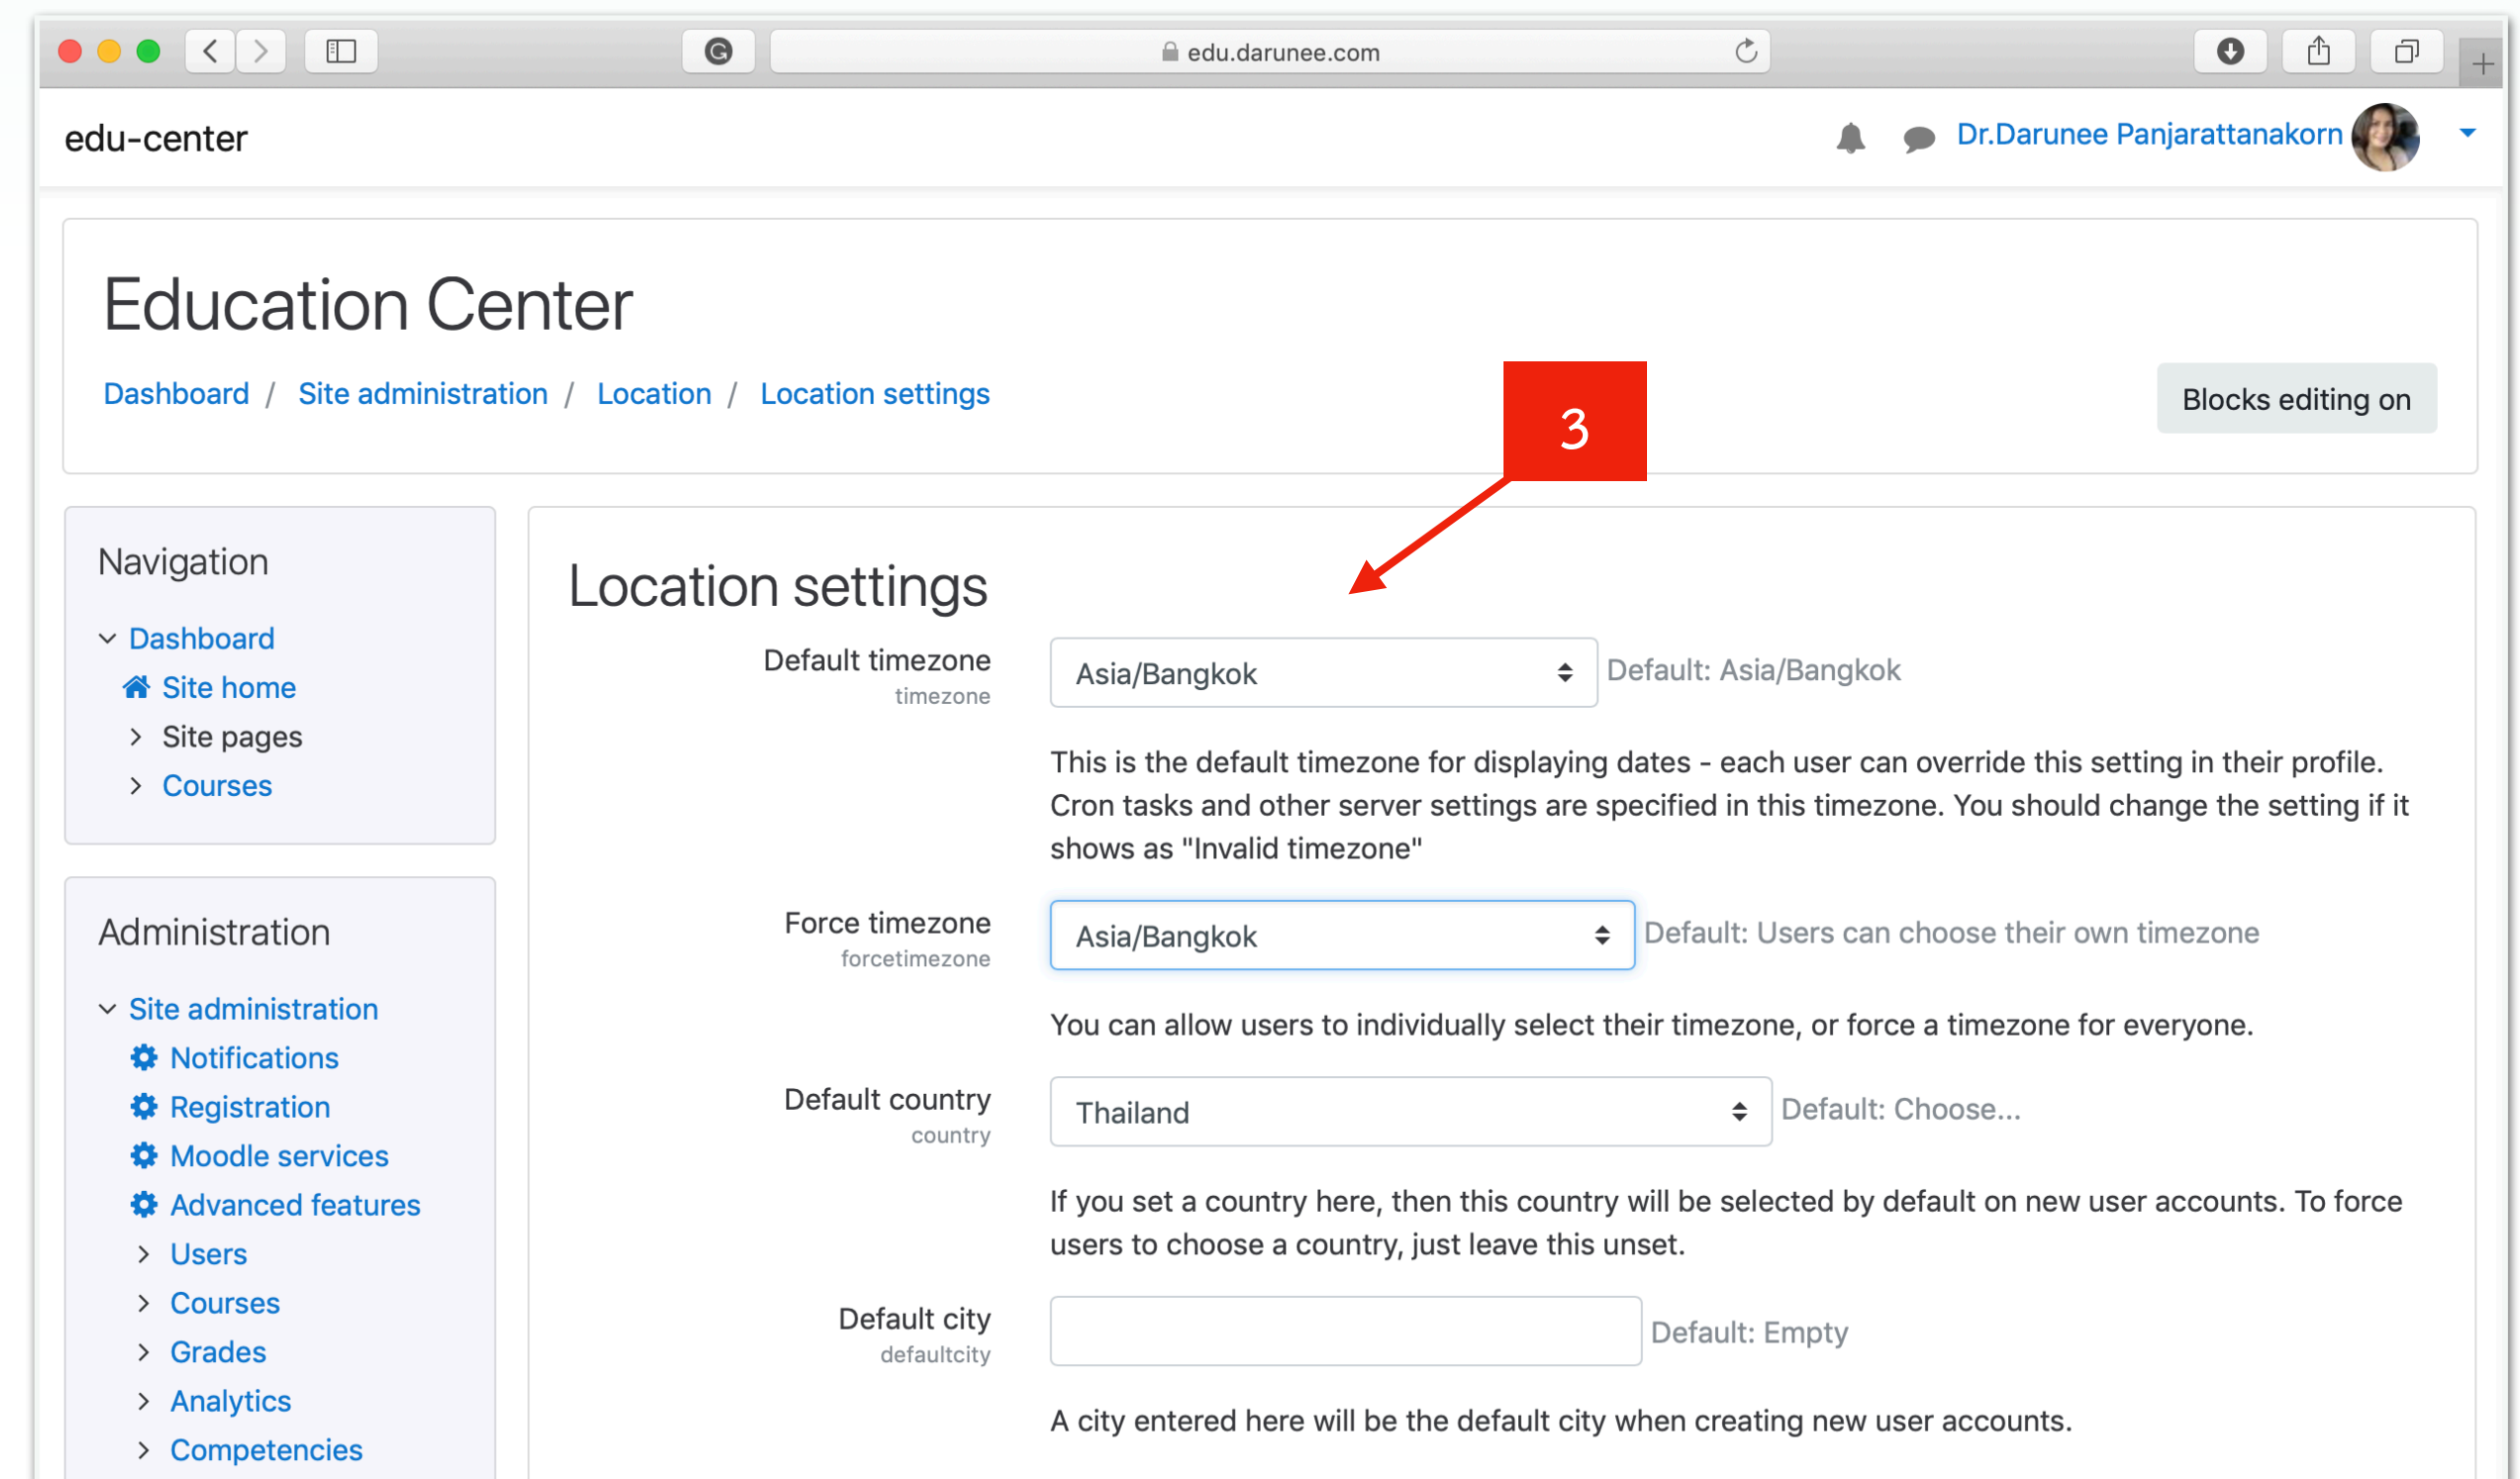 edu.darunee.com
edu-center
Dr.Darunee Panjarattanakorn
Education Center
Dashboard / Site administration / Location / Location settings
Blocks editing on
3
Navigation
Dashboard
Site home
Site pages
Courses
Administration
Site administration
Notifications
Registration
Moodle services
Advanced features
Users
Courses
Grades
Analytics
Competencies
Location settings
Default timezone
timezone
Asia/Bangkok
Default: Asia/Bangkok
This is the default timezone for displaying dates - each user can override this setting in their profile.
Cron tasks and other server settings are specified in this timezone. You should change the setting if it
shows as "Invalid timezone"
Force timezone
forcetimezone
Asia/Bangkok
Default: Users can choose their own timezone
You can allow users to individually select their timezone, or force a timezone for everyone.
Default country
country
Thailand
Default: Choose...
If you set a country here, then this country will be selected by default on new user accounts. To force
users to choose a country, just leave this unset.
Default city
defaultcity
Default: Empty
A city entered here will be the default city when creating new user accounts.